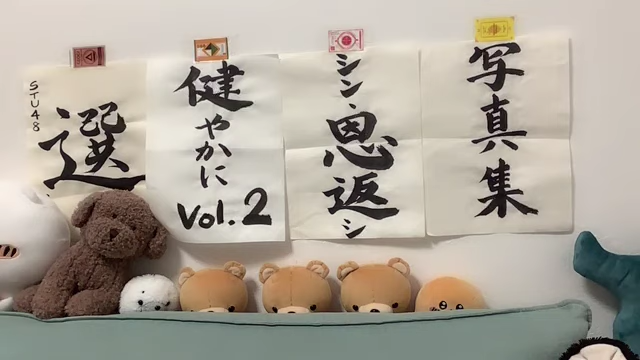 STU48
選
健やかに
Vol.2
シン・恩返シ
写真集